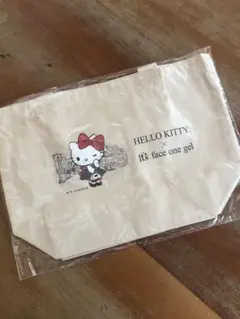 HELLO KITTY
×
it's face one gel